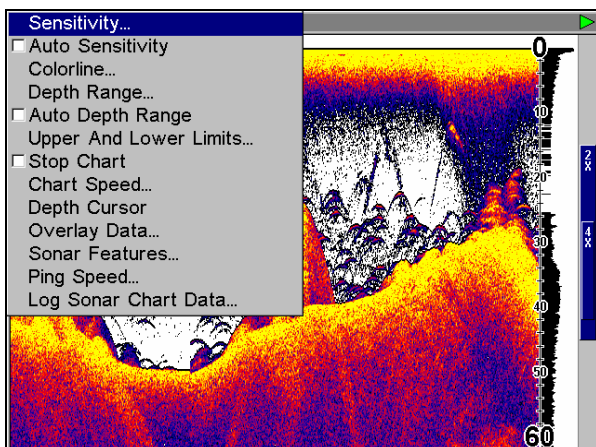 Sensitivity...
Auto Sensitivity
Colorline...
Depth Range...
Auto Depth Range
Upper And Lower Limits...
Stop Chart
Chart Speed...
Depth Cursor
Overlay Data...
Sonar Features...
Ping Speed...
Log Sonar Chart Data...
0
10
20
30
40
50
60
2x
4x